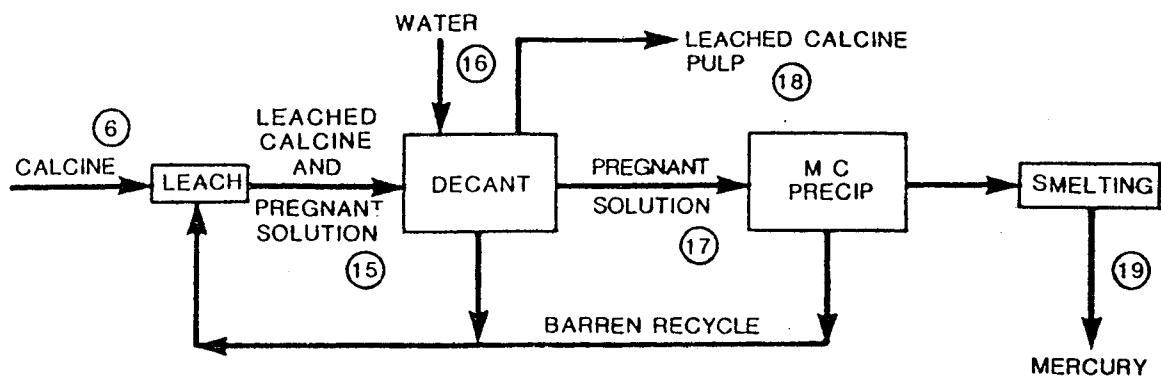 WATER
16
LEACHED CALCINE
PULP
18
6
CALCINE
LEACH
LEACHED
CALCINE
AND
PREGNANT
SOLUTION
15
DECANT
PREGNANT
SOLUTION
17
M C
PRECIP
SMELTING
19
BARREN RECYCLE
MERCURY